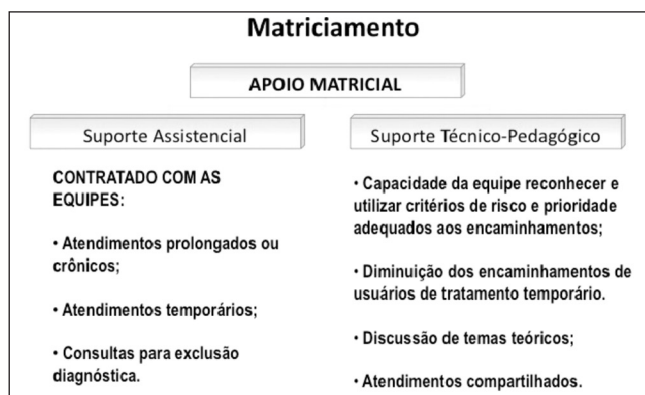 Matriciamento
APOIO MATRICIAL
Suporte Assistencial
CONTRATADO COM AS
EQUIPES:
• Atendimentos prolongados ou
crônicos;
• Atendimentos temporários;
• Consultas para exclusão
diagnóstica.
Suporte Técnico-Pedagógico
• Capacidade da equipe reconhecer e
utilizar critérios de risco e prioridade
adequados aos encaminhamentos;
• Diminuição dos encaminhamentos de
usuários de tratamento temporário.
• Discussão de temas teóricos;
• Atendimentos compartilhados.